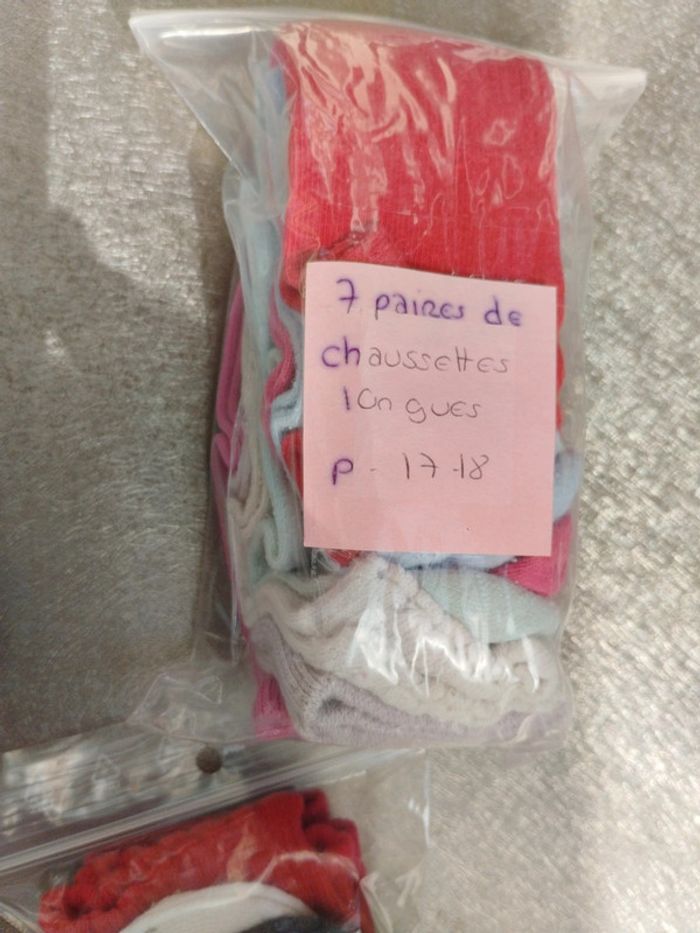 7 paires de
chaussettes
longues
P - 17-18